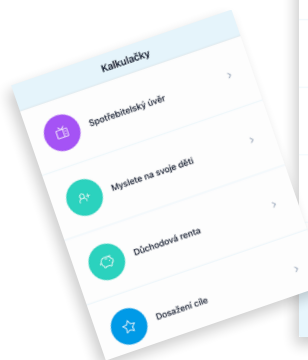 Kalkulačky
Spotřebitelský úvěr
Myslete na svoje děti
Důchodová renta
Dosažení cíle